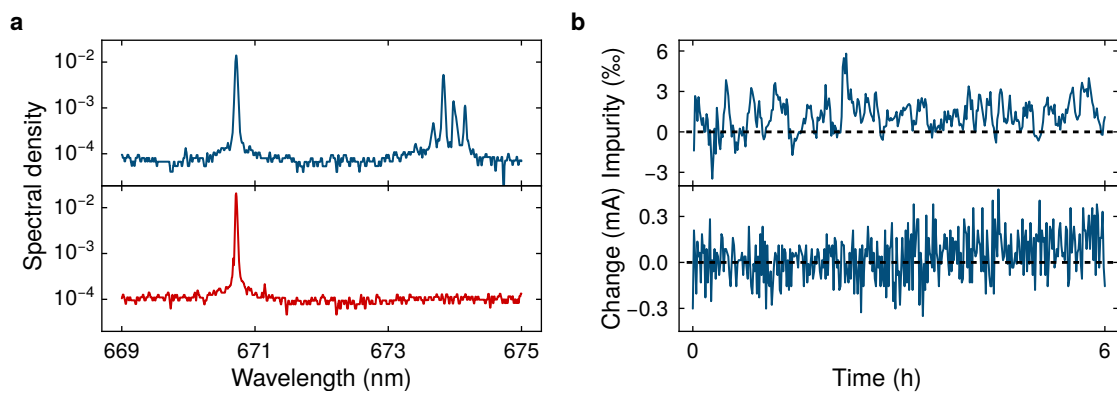 a
Spectral density
10⁻²
10⁻³
10⁻⁴
10⁻²
10⁻³
10⁻⁴
669
671
673
675
Wavelength (nm)
b
Impurity (‰)
6
3
0
−3
Change (mA)
0.3
0.0
−0.3
0
6
Time (h)